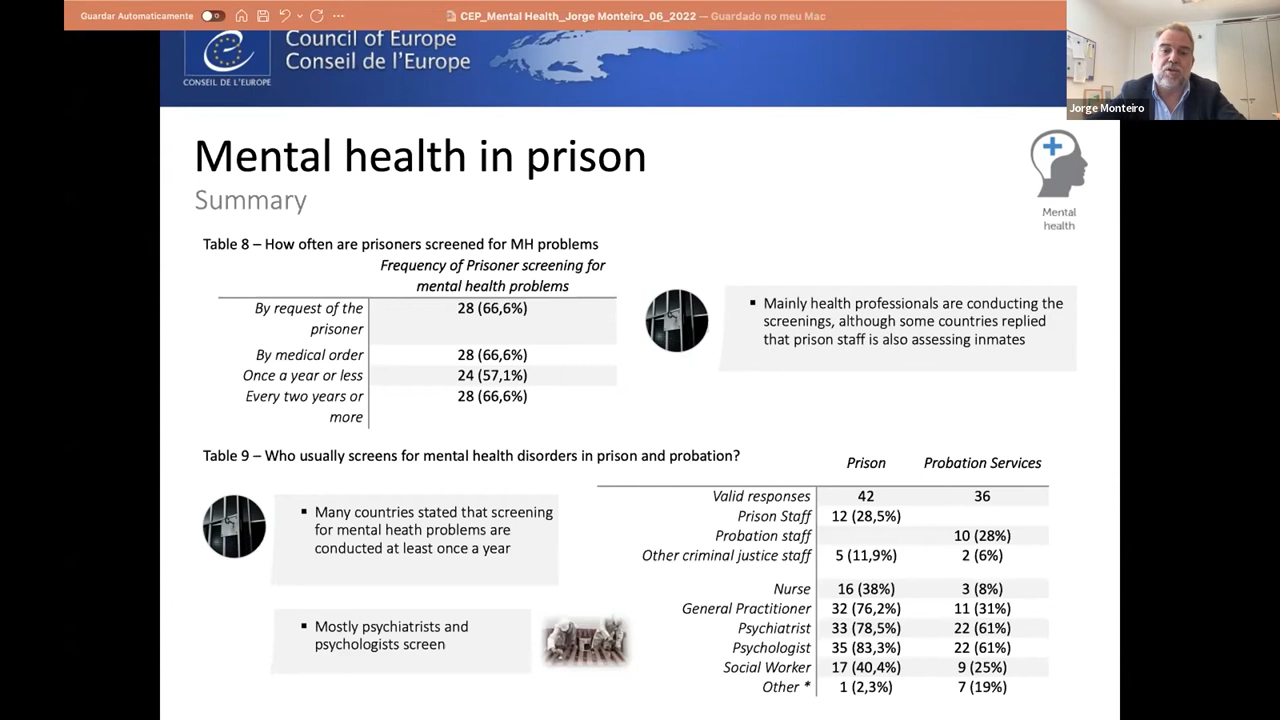 Guardar Automaticamente
CEP_Mental Health_Jorge Monteiro_06_2022 — Guardado no meu Mac
Council of Europe
Conseil de l'Europe
CONSEIL DE L'EUROPE
Jorge Monteiro
Mental health in prison
Summary
Mental
health
Table 8 – How often are prisoners screened for MH problems
Frequency of Prisoner screening for
mental health problems
By request of the
prisoner
28 (66,6%)
By medical order 28 (66,6%)
Once a year or less 24 (57,1%)
Every two years or
more
28 (66,6%)
▪ Mainly health professionals are conducting the
screenings, although some countries replied
that prison staff is also assessing inmates
Table 9 – Who usually screens for mental health disorders in prison and probation?
▪ Many countries stated that screening
for mental heath problems are
conducted at least once a year
▪ Mostly psychiatrists and
psychologists screen
Prison Probation Services
Valid responses 42 36
Prison Staff 12 (28,5%)
Probation staff 10 (28%)
Other criminal justice staff 5 (11,9%) 2 (6%)
Nurse 16 (38%) 3 (8%)
General Practitioner 32 (76,2%) 11 (31%)
Psychiatrist 33 (78,5%) 22 (61%)
Psychologist 35 (83,3%) 22 (61%)
Social Worker 17 (40,4%) 9 (25%)
Other * 1 (2,3%) 7 (19%)